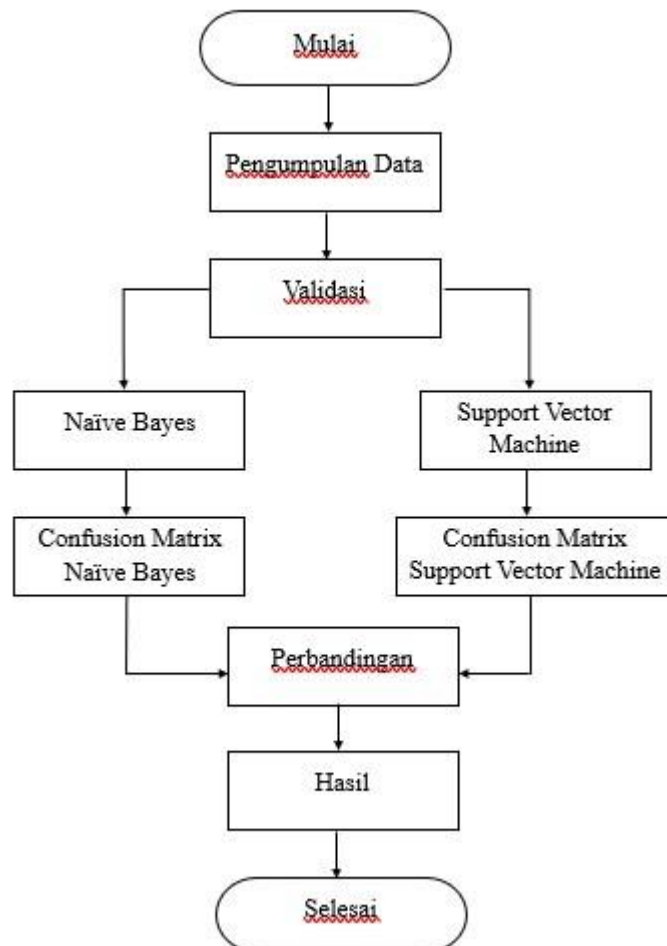 Mulai
Pengumpulan Data
Validasi
Naïve Bayes
Support Vector
Machine
Confusion Matrix
Naïve Bayes
Confusion Matrix
Support Vector Machine
Perbandingan
Hasil
Selesai